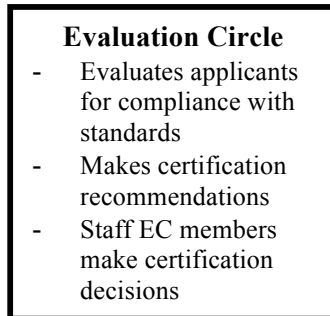 Evaluation Circle
- Evaluates applicants
for compliance with
standards
- Makes certification
recommendations
- Staff EC members
make certification
decisions